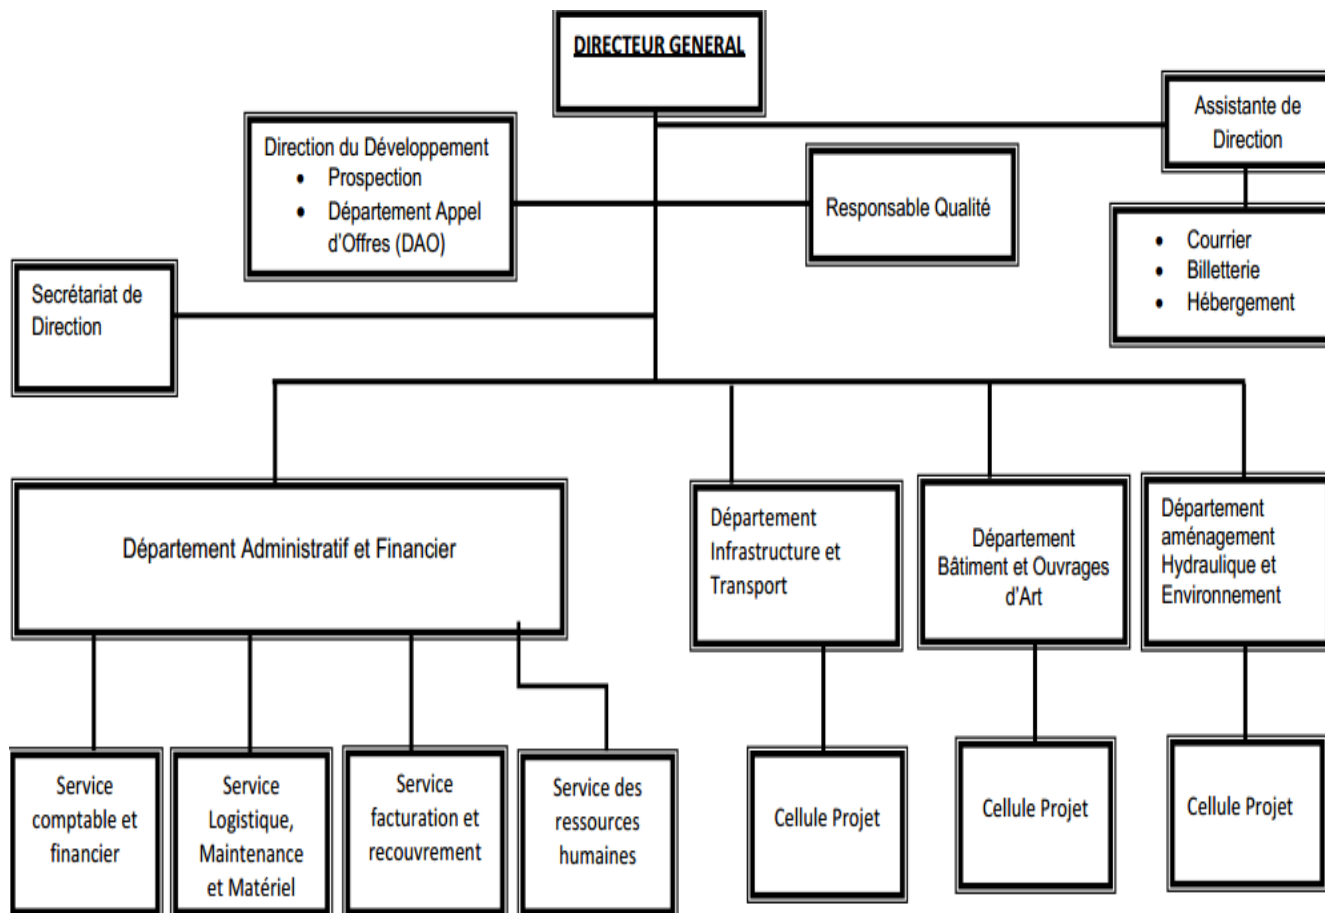 DIRECTEUR GENERAL
Assistante de
Direction
Direction du Développement
• Prospection
• Département Appel
d'Offres (DAO)
Responsable Qualité
• Courrier
• Billetterie
• Hébergement
Secrétariat de
Direction
Département Administratif et Financier
Département
Infrastructure et
Transport
Département
Bâtiment et Ouvrages
d'Art
Département
aménagement
Hydraulique et
Environnement
Service
comptable et
financier
Service
Logistique,
Maintenance
et Matériel
Service
facturation et
recouvrement
Service des
ressources
humaines
Cellule Projet
Cellule Projet
Cellule Projet